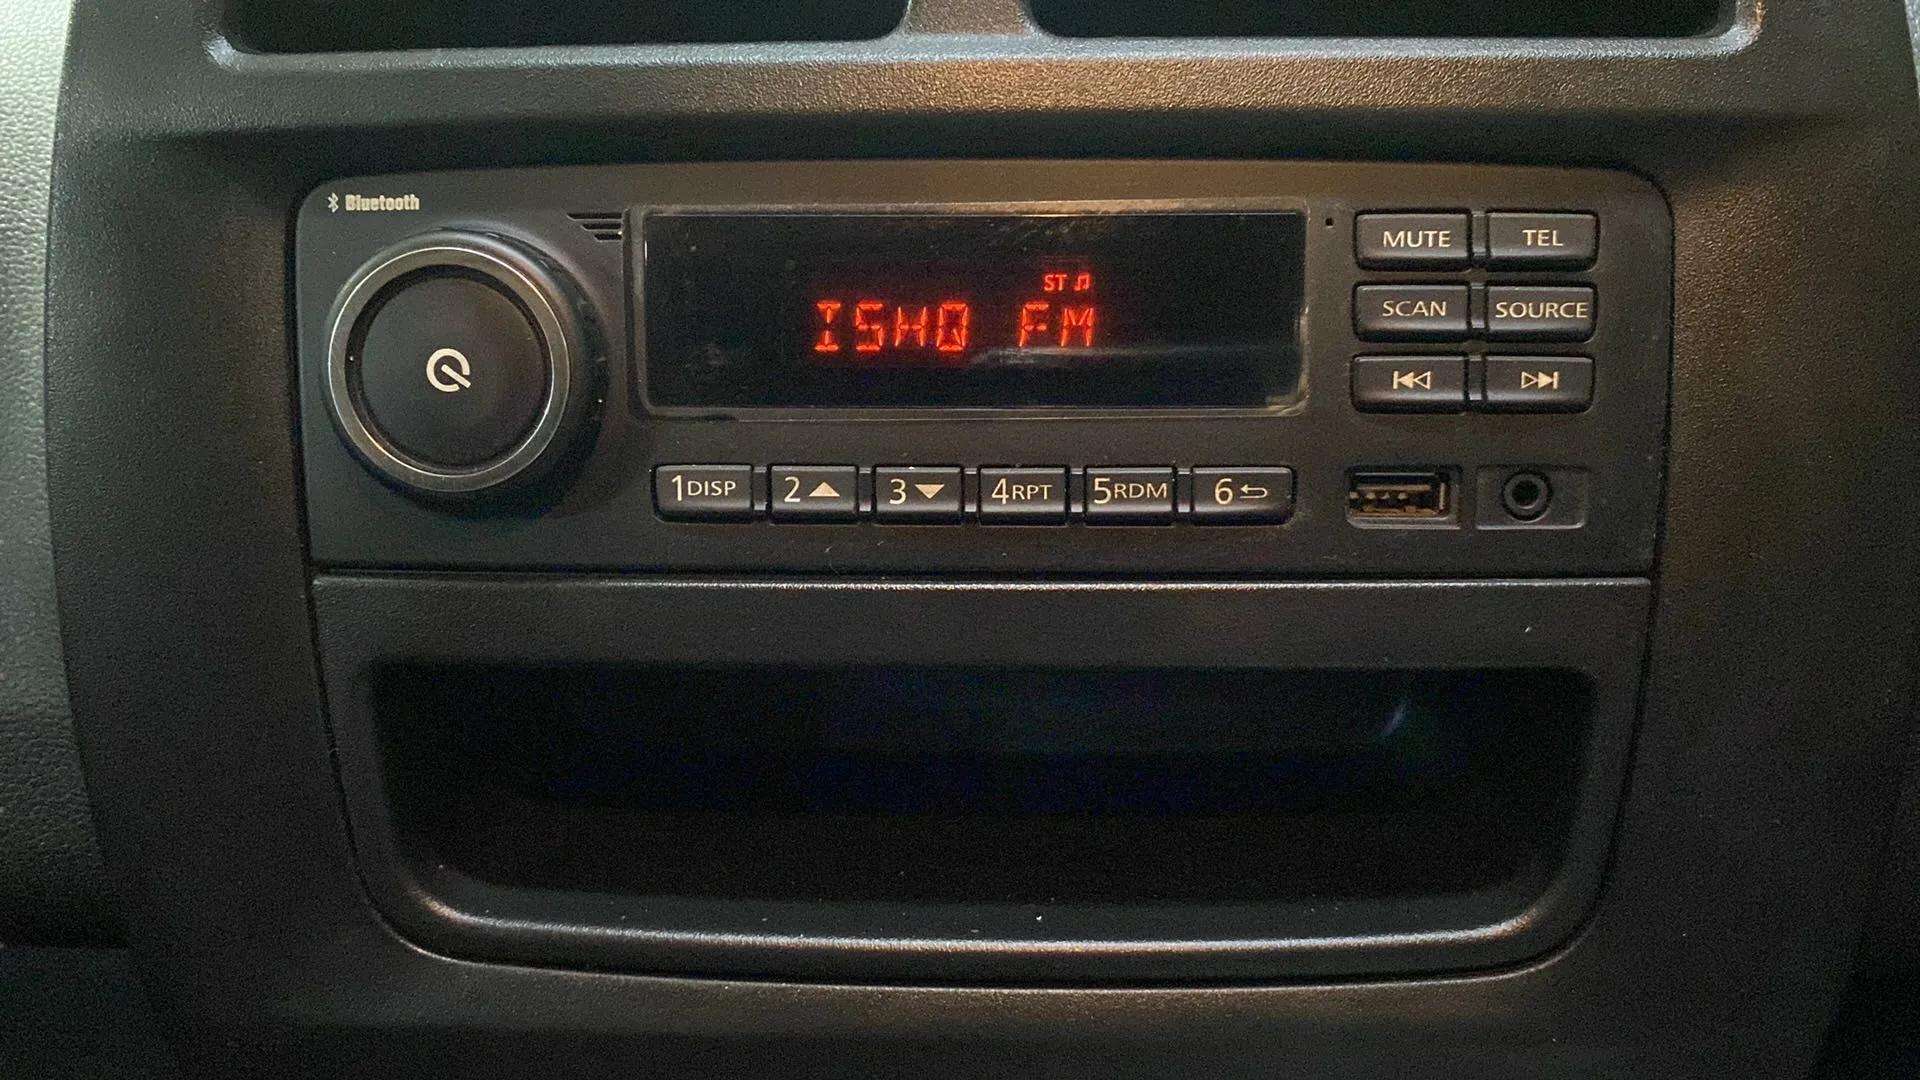 Bluetooth
MUTE TEL
ST
ISHQ FM
SCAN SOURCE
1DISP 2 3 4RPT 5RDM 6